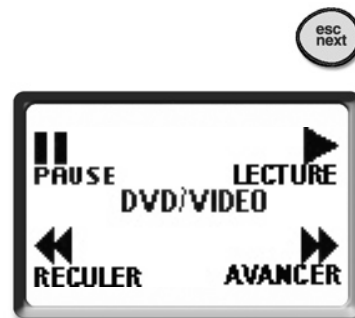 esc
next
PAUSE
LECTURE
DVD/VIDEO
RECULER
AVANCER